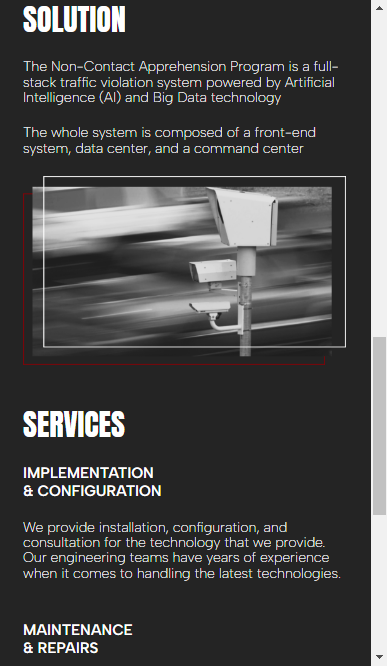 SOLUTION
The Non-Contact Apprehension Program is a full-
stack traffic violation system powered by Artificial
Intelligence (AI) and Big Data technology
The whole system is composed of a front-end
system, data center, and a command center
SERVICES
IMPLEMENTATION
& CONFIGURATION
We provide installation, configuration, and
consultation for the technology that we provide.
Our engineering teams have years of experience
when it comes to handling the latest technologies.
MAINTENANCE
& REPAIRS